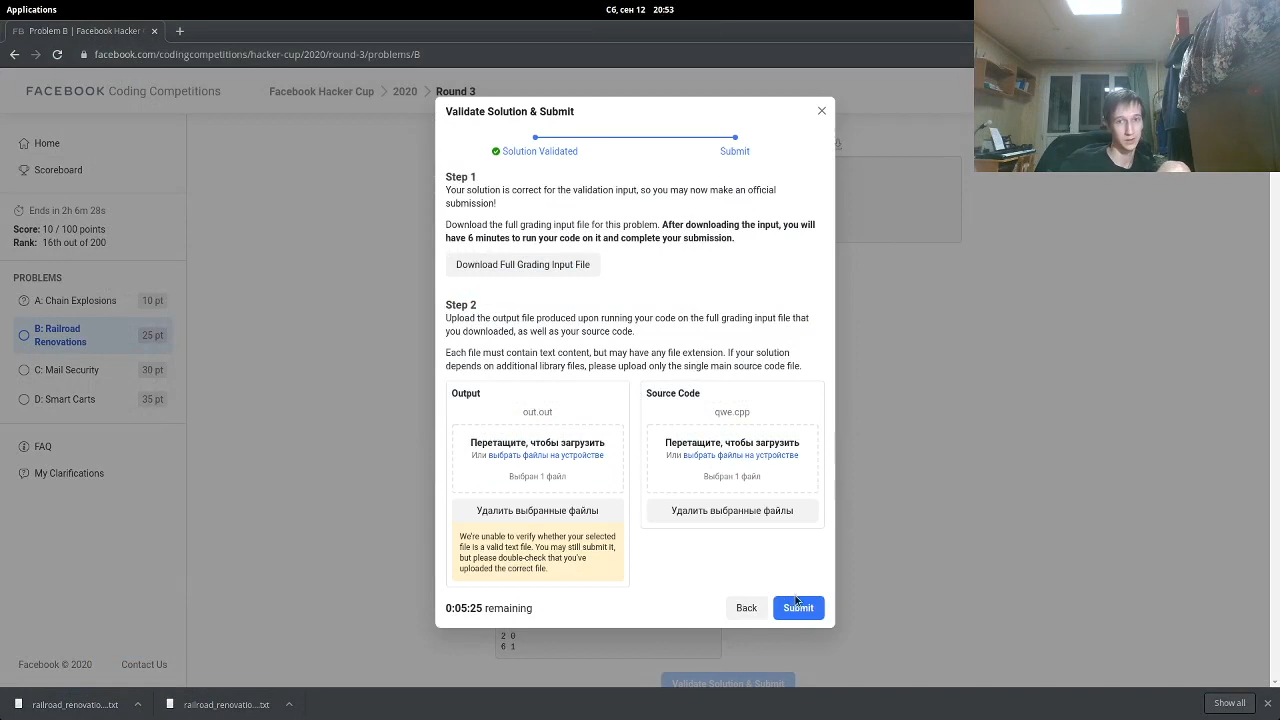 Applications
Сб, сен 12 20:53
Problem B | Facebook Hacker
facebook.com/codingcompetitions/hacker-cup/2020/round-3/problems/B
FACEBOOK Coding Competitions
Facebook Hacker Cup
2020
Round 3
Home
Scoreboard
Ends in 2h 6m 28s
Score: 10 / 100 points
Rank: 16th out of 200
PROBLEMS
A: Chain Explosions 10 pt
B: Railroad Renovations 25 pt
C: Mail Security 30 pt
D: Smart Carts 35 pt
FAQ
My Clarifications
Facebook © 2020
Contact Us
Validate Solution & Submit
Solution Validated
Submit
Step 1
Your solution is correct for the validation input, so you may now make an official
submission!
Download the full grading input file for this problem. After downloading the input, you will
have 6 minutes to run your code on it and complete your submission.
Download Full Grading Input File
Step 2
Upload the output file produced upon running your code on the full grading input file that
you downloaded, as well as your source code.
Each file must contain text content, but may have any file extension. If your solution
depends on additional library files, please upload only the single main source code file.
Output
out.out
Перетащите, чтобы загрузить
Или выбрать файлы на устройстве
Выбран 1 файл
Удалить выбранные файлы
We're unable to verify whether your selected
file is a valid text file. You may still submit it,
but please double-check that you've
uploaded the correct file.
Source Code
qwe.cpp
Перетащите, чтобы загрузить
Или выбрать файлы на устройстве
Выбран 1 файл
Удалить выбранные файлы
0:05:25 remaining
Back
Submit
2 0
6 1
Validate Solution & Submit
railroad_renovatio....txt
railroad_renovatio....txt
Show all